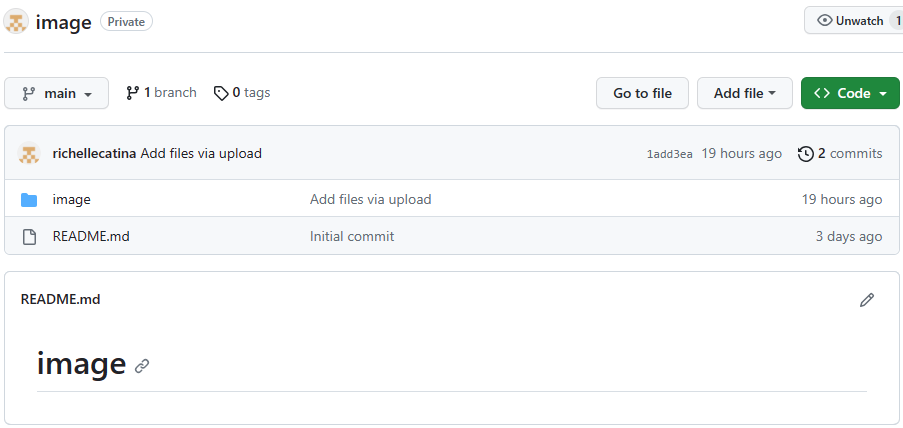 image Private Unwatch 1
main 1 branch 0 tags Go to file Add file Code
richellecatina Add files via upload 1add3ea 19 hours ago 2 commits
image Add files via upload 19 hours ago
README.md Initial commit 3 days ago
README.md
image